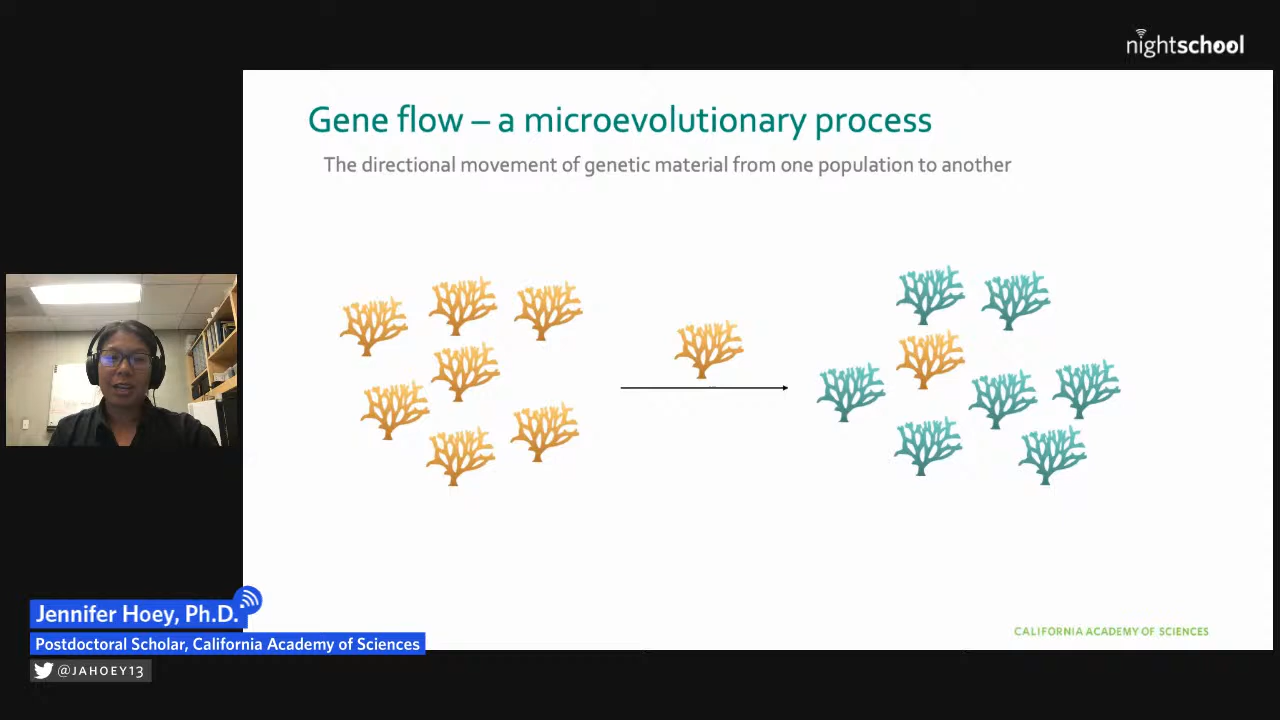 nightschool
Gene flow – a microevolutionary process
The directional movement of genetic material from one population to another
Jennifer Hoey, Ph.D.
Postdoctoral Scholar, California Academy of Sciences
@JAHOEY13
CALIFORNIA ACADEMY OF SCIENCES